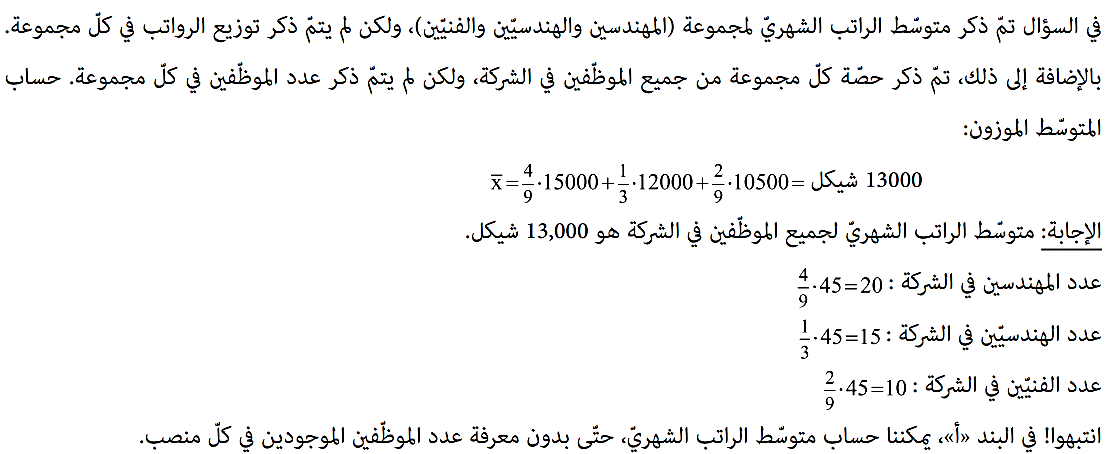 في السؤال تمّ ذكر متوسّط الراتب الشهريّ لمجموعة (المهندسين والهندسيّين والفنيّين)، ولكن لم يتمّ ذكر توزيع الرواتب في كلّ مجموعة.
بالإضافة إلى ذلك، تمّ ذكر حصّة كلّ مجموعة من جميع الموظّفين في الشركة، ولكن لم يتمّ ذكر عدد الموظّفين في كلّ مجموعة. حساب
المتوسّط الموزون:
x̅ = 4/9 · 15000 + 1/3 · 12000 + 2/9 · 10500 = 13000 شيكل
الإجابة: متوسّط الراتب الشهريّ لجميع الموظّفين في الشركة هو 13,000 شيكل.
عدد المهندسين في الشركة : 4/9 · 45 = 20
عدد الهندسيّين في الشركة : 1/3 · 45 = 15
عدد الفنيّين في الشركة : 2/9 · 45 = 10
انتبهوا! في البند «أ»، يمكننا حساب متوسّط الراتب الشهريّ، حتّى بدون معرفة عدد الموظّفين الموجودين في كلّ منصب.